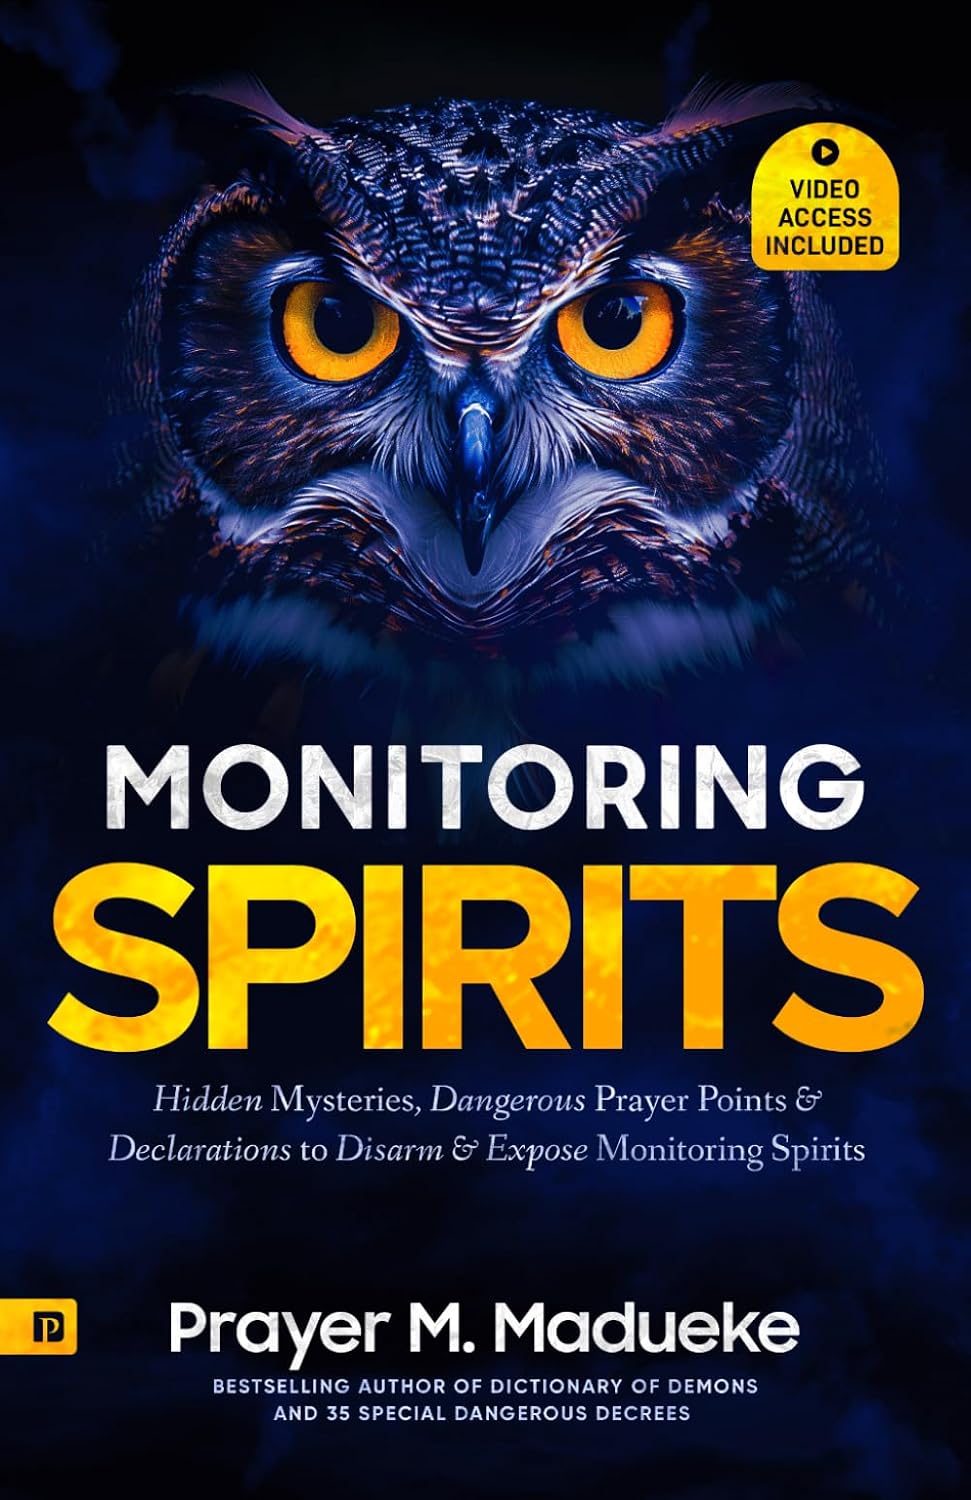 VIDEO
ACCESS
INCLUDED
MONITORING
SPIRITS
Hidden Mysteries, Dangerous Prayer Points &
Declarations to Disarm & Expose Monitoring Spirits
P
Prayer M. Madueke
BESTSELLING AUTHOR OF DICTIONARY OF DEMONS
AND 35 SPECIAL DANGEROUS DECREES